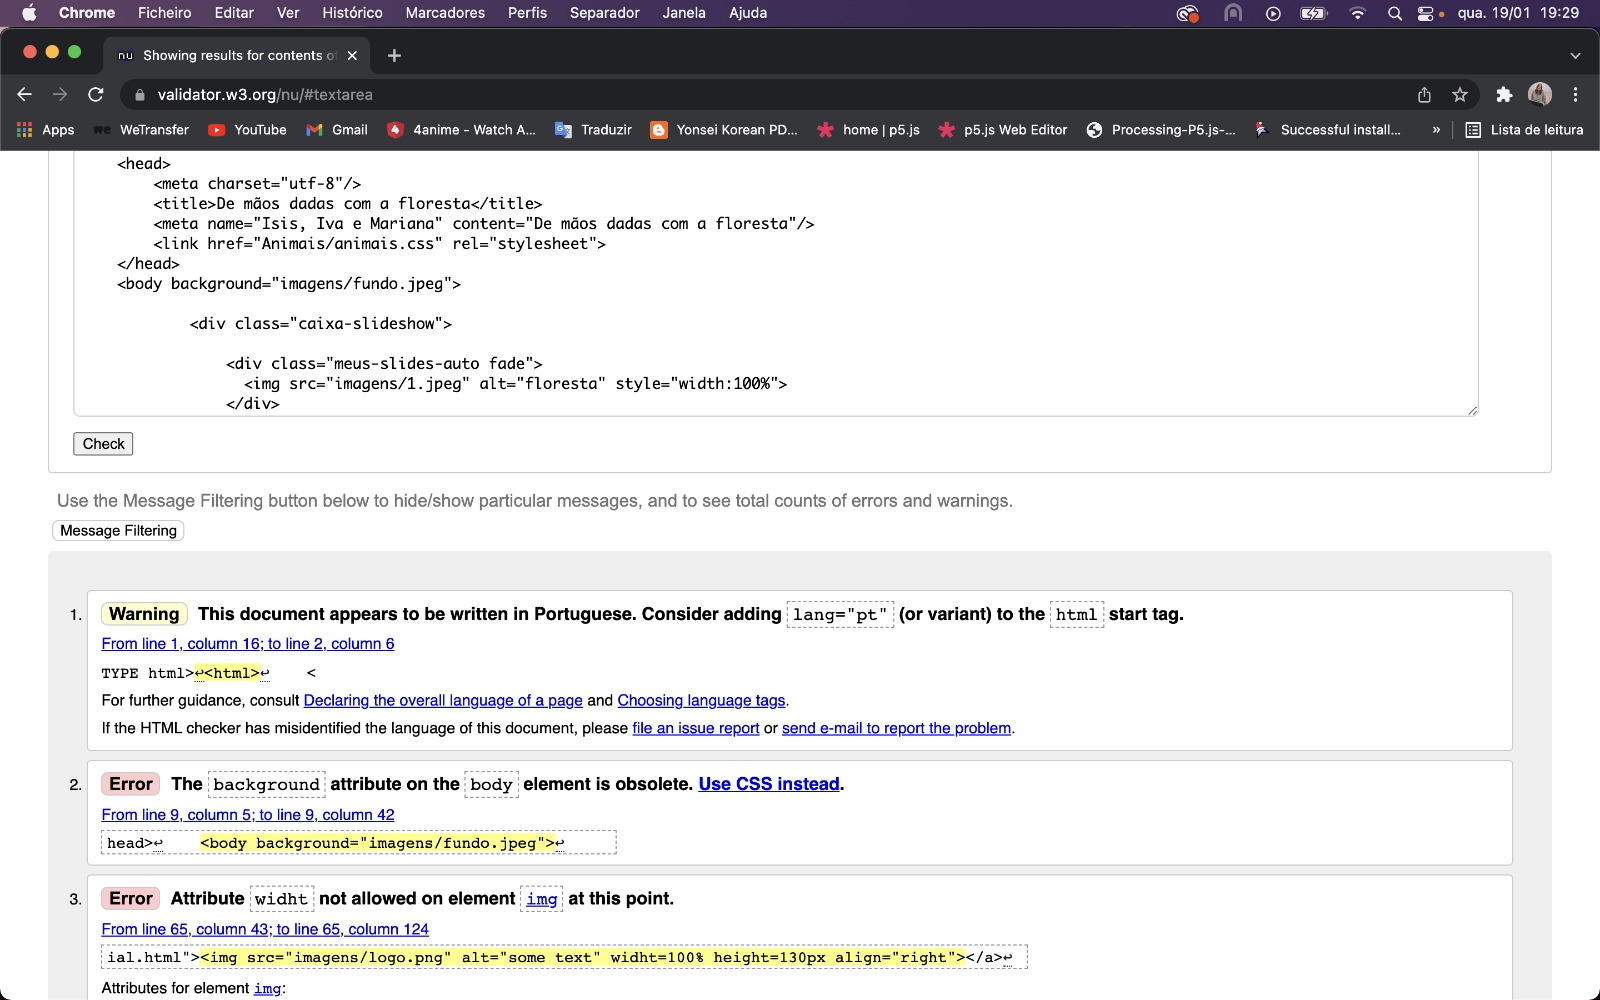 Chrome Ficheiro Editar Ver Histórico Marcadores Perfis Separador Janela Ajuda qua. 19/01 19:29
nu Showing results for contents of
validator.w3.org/nu/#textarea
Apps we WeTransfer YouTube Gmail 4anime - Watch A... Traduzir Yonsei Korean PD... home | p5.js p5.js Web Editor Processing-P5.js-... Successful install... » Lista de leitura
<head>
<meta charset="utf-8"/>
<title>De mãos dadas com a floresta</title>
<meta name="Isis, Iva e Mariana" content="De mãos dadas com a floresta"/>
<link href="Animais/animais.css" rel="stylesheet">
</head>
<body background="imagens/fundo.jpeg">
<div class="caixa-slideshow">
<div class="meus-slides-auto fade">
<img src="imagens/1.jpeg" alt="floresta" style="width:100%">
</div>
Check
Use the Message Filtering button below to hide/show particular messages, and to see total counts of errors and warnings.
Message Filtering
1. Warning This document appears to be written in Portuguese. Consider adding lang="pt" (or variant) to the html start tag.
From line 1, column 16; to line 2, column 6
TYPE html>↩<html>↩ <
For further guidance, consult Declaring the overall language of a page and Choosing language tags.
If the HTML checker has misidentified the language of this document, please file an issue report or send e-mail to report the problem.
2. Error The background attribute on the body element is obsolete. Use CSS instead.
From line 9, column 5; to line 9, column 42
head>↩ <body background="imagens/fundo.jpeg">↩
3. Error Attribute widht not allowed on element img at this point.
From line 65, column 43; to line 65, column 124
ial.html"><img src="imagens/logo.png" alt="some text" widht=100% height=130px align="right"></a>↩
Attributes for element img: